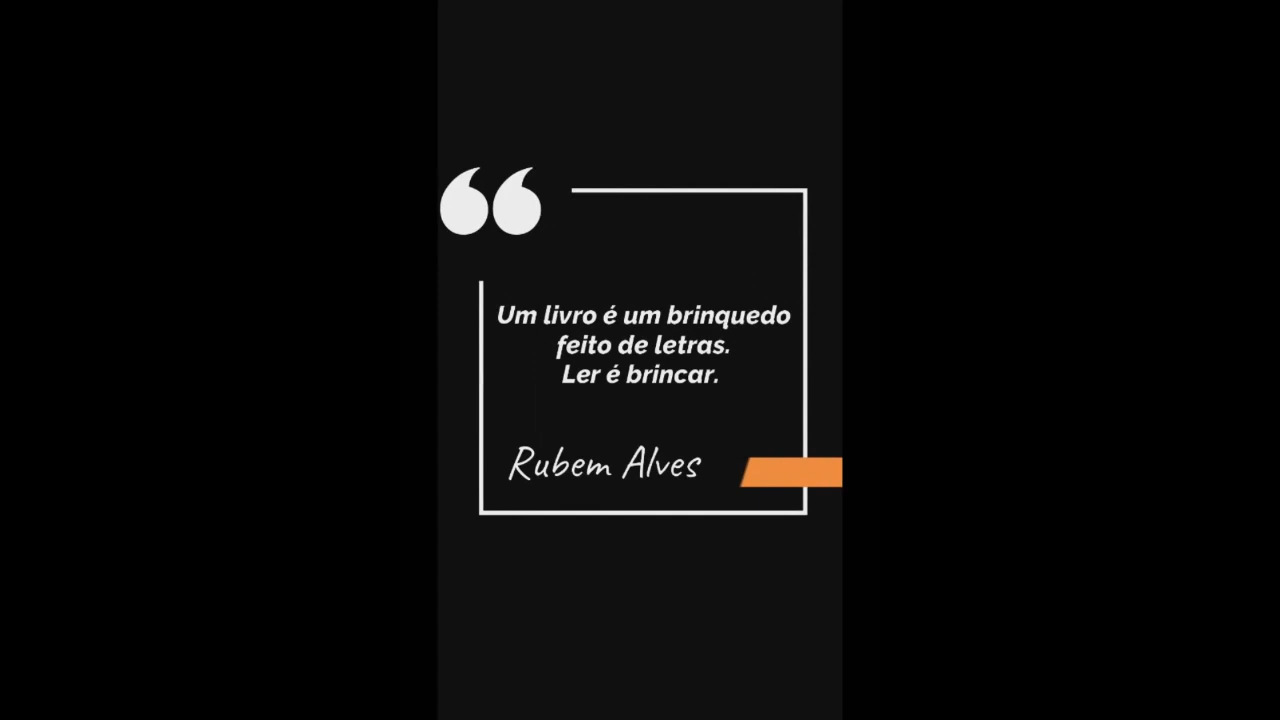 Um livro é um brinquedo
feito de letras.
Ler é brincar.
Rubem Alves